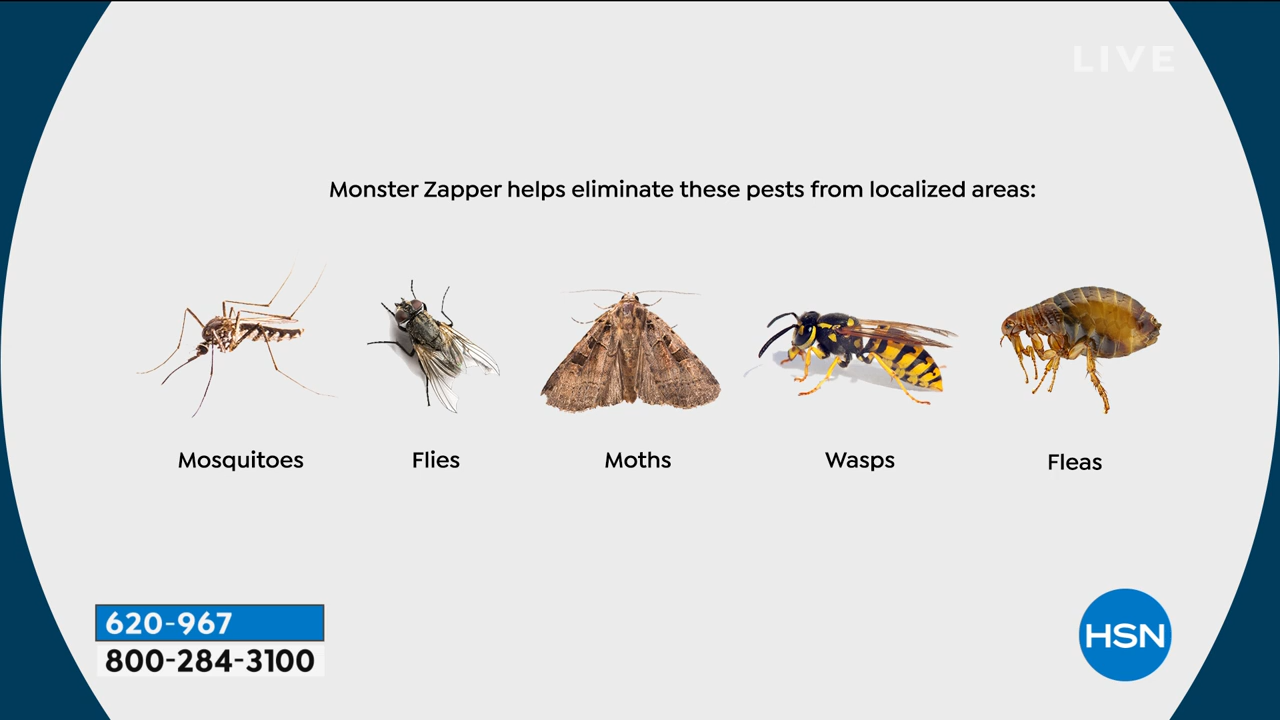 LIVE
Monster Zapper helps eliminate these pests from localized areas:
Mosquitoes
Flies
Moths
Wasps
Fleas
620-967
800-284-3100
HSN